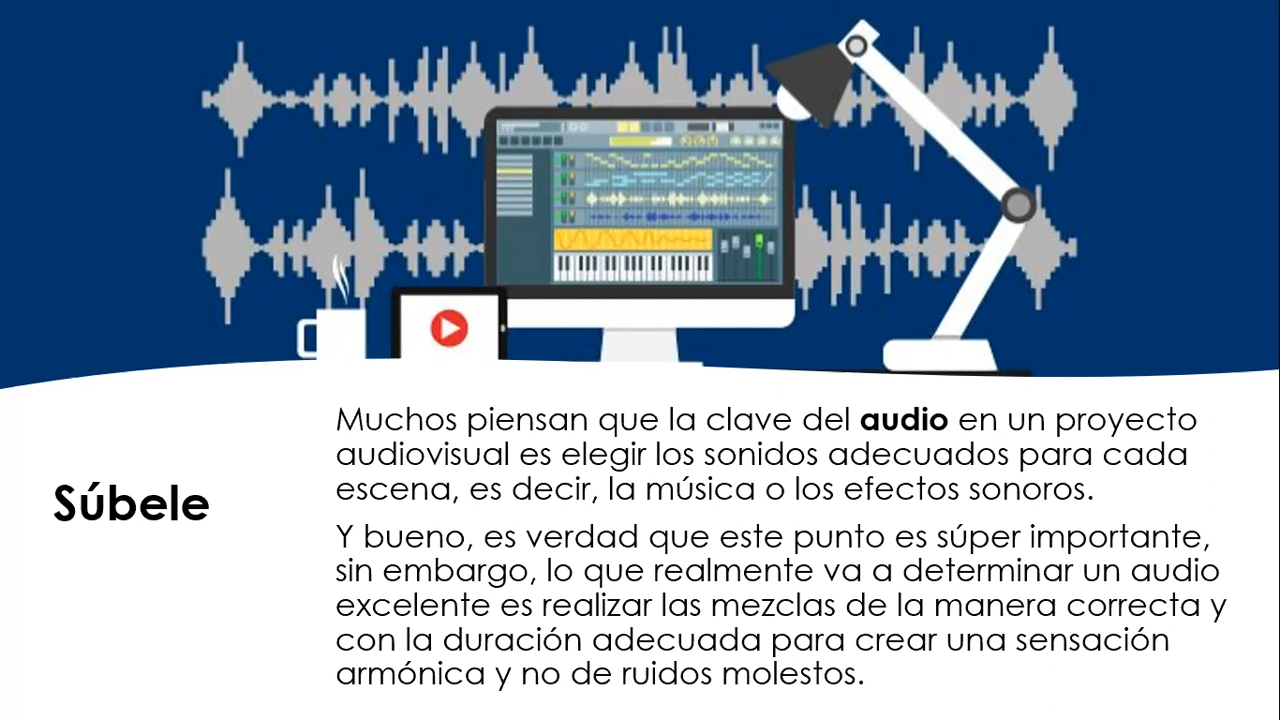 Súbele
Muchos piensan que la clave del audio en un proyecto
audiovisual es elegir los sonidos adecuados para cada
escena, es decir, la música o los efectos sonoros.
Y bueno, es verdad que este punto es súper importante,
sin embargo, lo que realmente va a determinar un audio
excelente es realizar las mezclas de la manera correcta y
con la duración adecuada para crear una sensación
armónica y no de ruidos molestos.